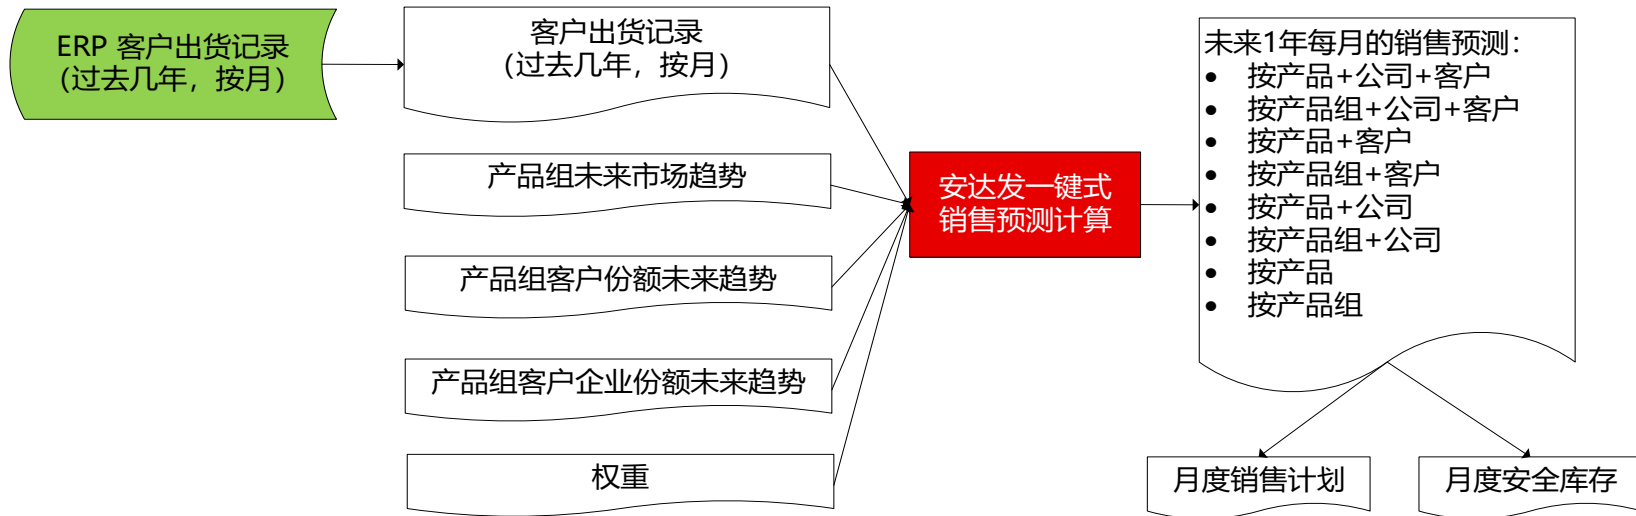 ERP 客户出货记录
（过去几年，按月）
客户出货记录
（过去几年，按月）
产品组未来市场趋势
产品组客户份额未来趋势
产品组客户企业份额未来趋势
权重
安达发一键式
销售预测计算
未来1年每月的销售预测：
• 按产品+公司+客户
• 按产品组+公司+客户
• 按产品+客户
• 按产品组+客户
• 按产品+公司
• 按产品组+公司
• 按产品
• 按产品组
月度销售计划
月度安全库存